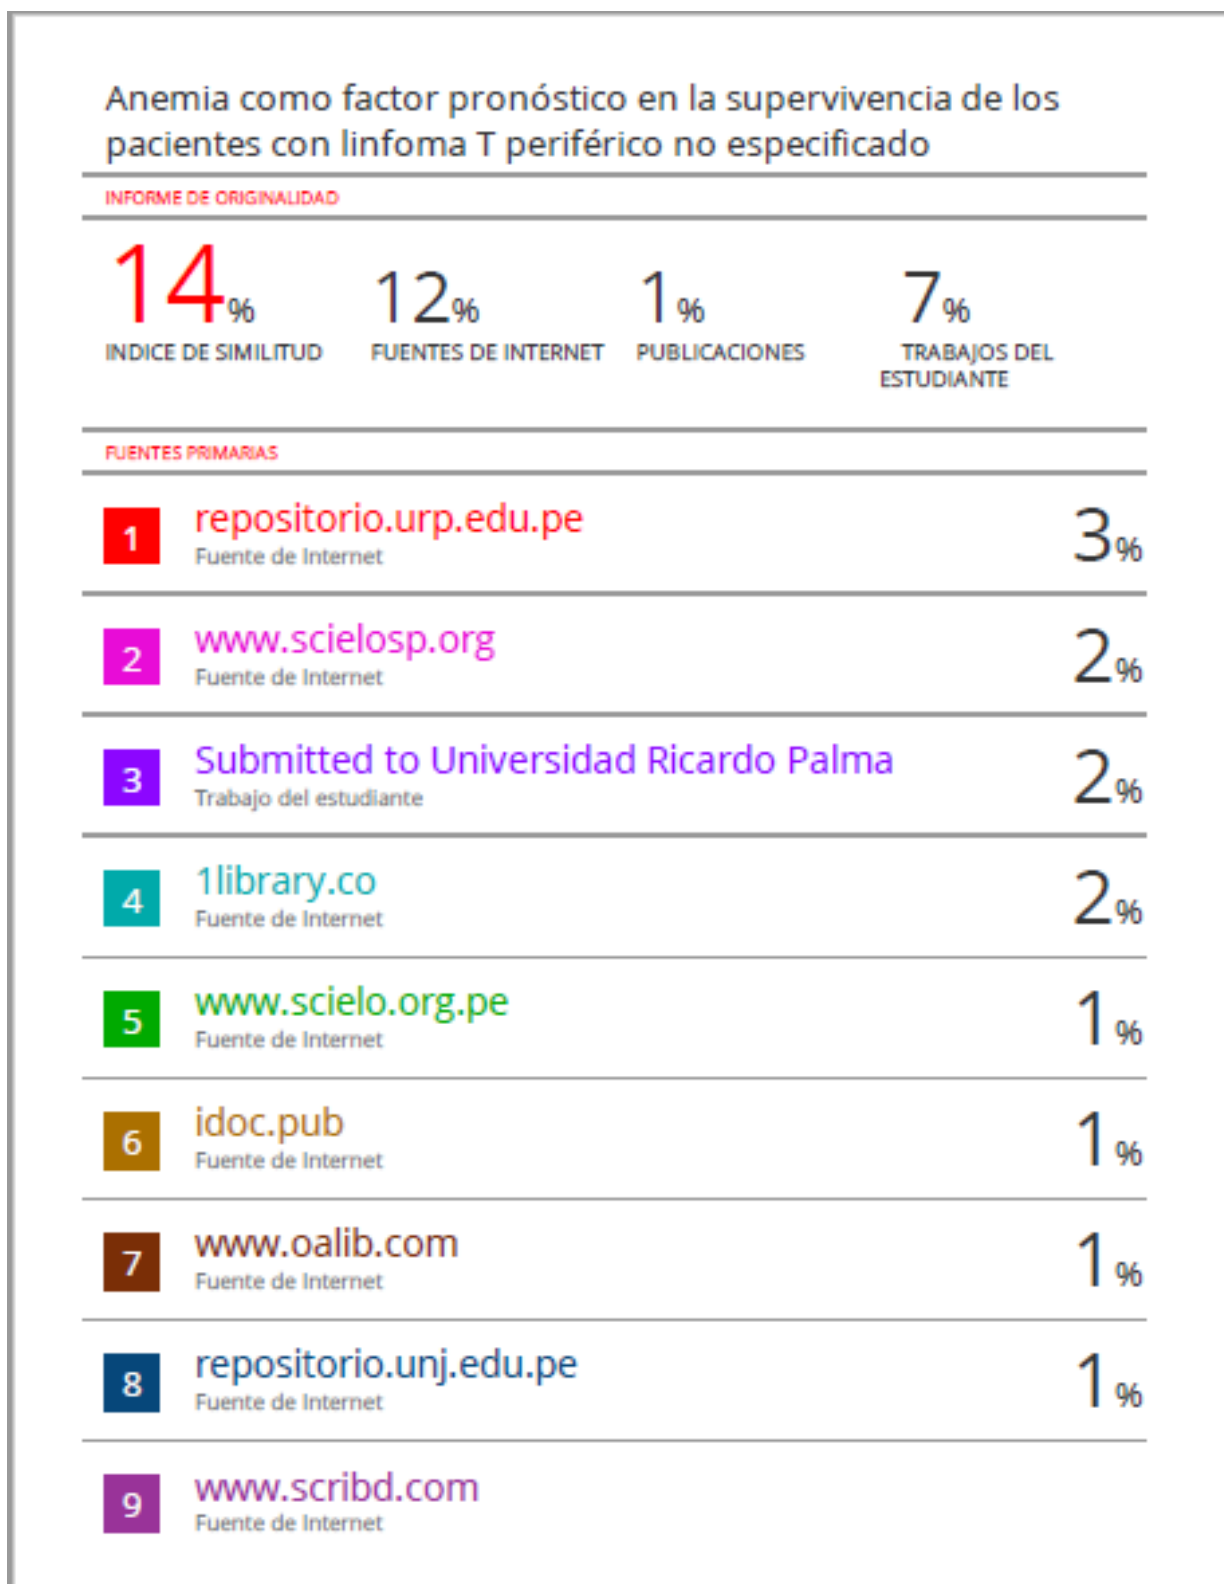 Anemia como factor pronóstico en la supervivencia de los
pacientes con linfoma T periférico no especificado
INFORME DE ORIGINALIDAD
14% 12% 1% 7%
INDICE DE SIMILITUD FUENTES DE INTERNET PUBLICACIONES TRABAJOS DEL
ESTUDIANTE
FUENTES PRIMARIAS
1 repositorio.urp.edu.pe 3%
Fuente de Internet
2 www.scielosp.org 2%
Fuente de Internet
3 Submitted to Universidad Ricardo Palma 2%
Trabajo del estudiante
4 1library.co 2%
Fuente de Internet
5 www.scielo.org.pe 1%
Fuente de Internet
6 idoc.pub 1%
Fuente de Internet
7 www.oalib.com 1%
Fuente de Internet
8 repositorio.unj.edu.pe 1%
Fuente de Internet
9 www.scribd.com
Fuente de Internet